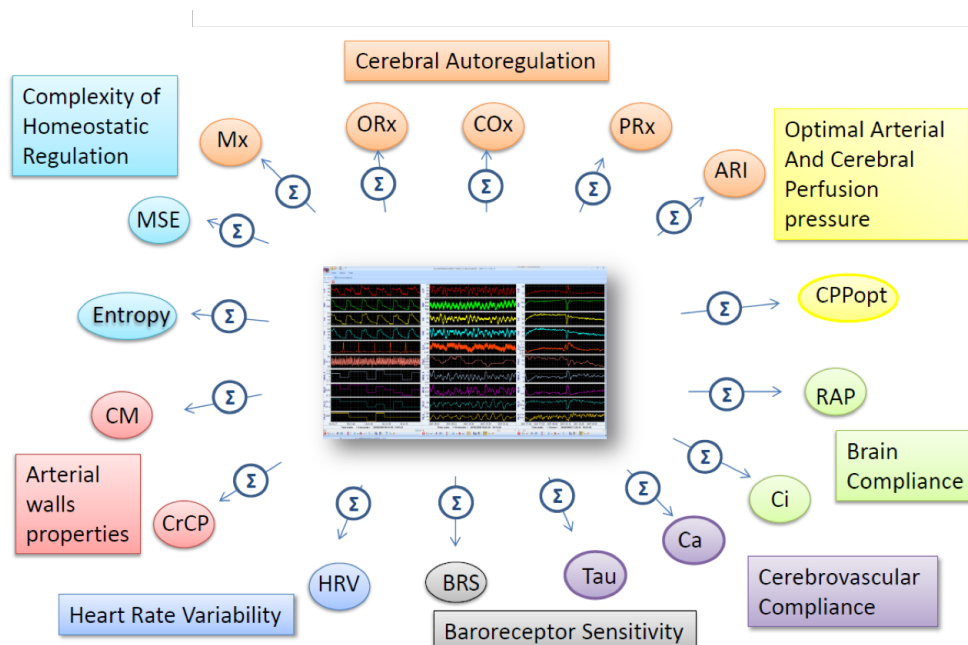 Cerebral Autoregulation
Complexity of
Homeostatic
Regulation
Mx
ORx
COx
PRx
ARI
Optimal Arterial
And Cerebral
Perfusion
pressure
MSE
Σ
Σ
Σ
Σ
Σ
Σ
Entropy
Σ
Σ
CPPopt
CM
Σ
Σ
RAP
Arterial
walls
properties
CrCP
Σ
Σ
Brain
Compliance
Ci
HRV
Σ
BRS
Σ
Tau
Σ
Ca
Σ
Heart Rate Variability
Baroreceptor Sensitivity
Cerebrovascular
Compliance